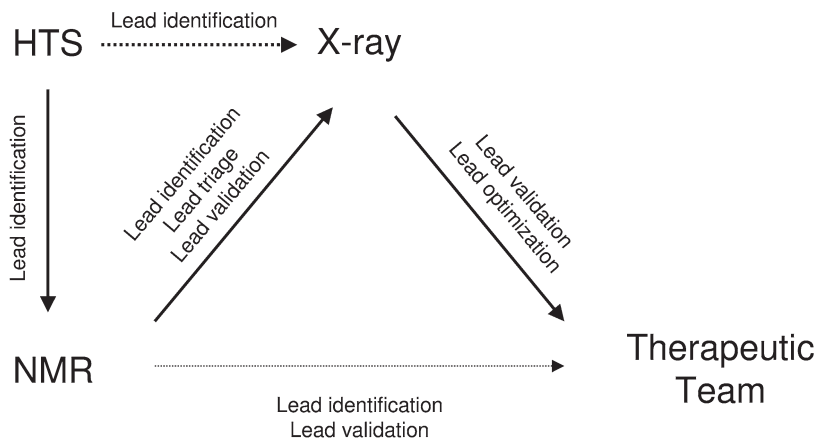 Lead identification
HTS
X-ray
Lead identification
Lead identification
Lead triage
Lead validation
Lead validation
Lead optimization
NMR
Therapeutic
Team
Lead identification
Lead validation